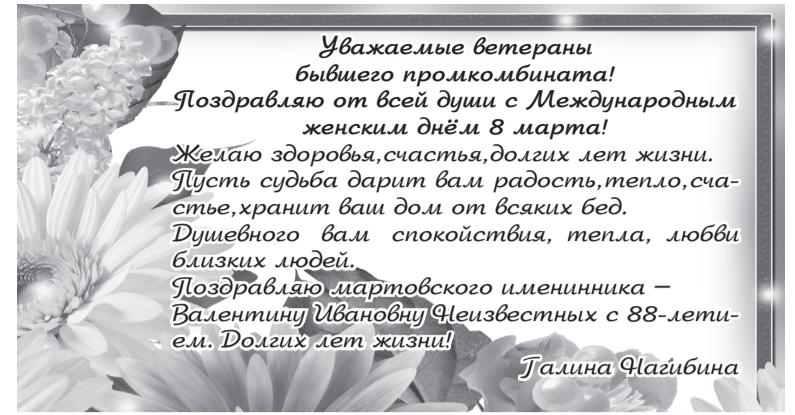 Уважаемые ветераны
бывшего промкомбината!
Поздравляю от всей души с Международным
женским днём 8 марта!
Желаю здоровья,счастья,долгих лет жизни.
Пусть судьба дарит вам радость,тепло,сча-
стье,хранит ваш дом от всяких бед.
Душевного вам спокойствия, тепла, любви
близких людей.
Поздравляю мартовского именинника –
Валентину Ивановну Неизвестных с 88-лети-
ем. Долгих лет жизни!
Галина Нагибина